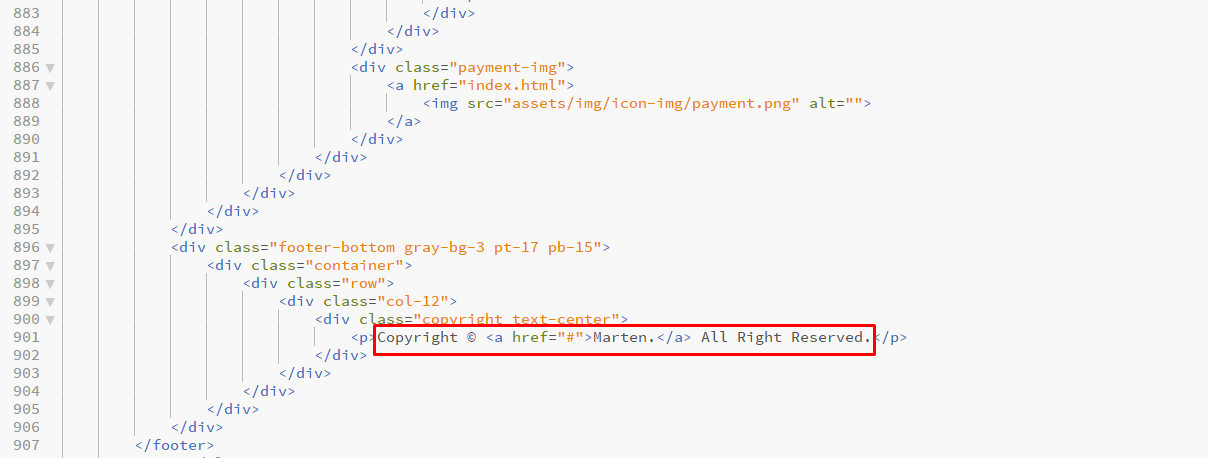 883 </div>
884 </div>
885 </div>
886 <div class="payment-img">
887 <a href="index.html">
888 <img src="assets/img/icon-img/payment.png" alt="">
889 </a>
890 </div>
891 </div>
892 </div>
893 </div>
894 </div>
895 </div>
896 <div class="footer-bottom gray-bg-3 pt-17 pb-15">
897 <div class="container">
898 <div class="row">
899 <div class="col-12">
900 <div class="copyright text-center">
901 <p>Copyright © <a href="#">Marten.</a> All Right Reserved.</p>
902 </div>
903 </div>
904 </div>
905 </div>
906 </div>
907 </footer>